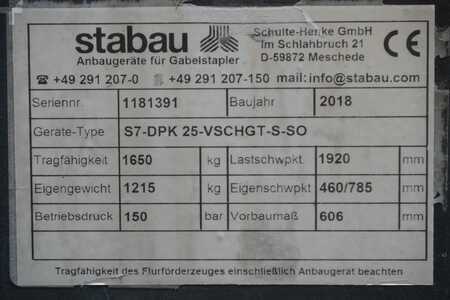 stabau
Schulte-Henke GmbH
Im Schlahbruch 21
D-59872 Meschede
CE
Anbaugeräte für Gabelstapler
☎ +49 291 207-0 +49 291 207-150 mail: info@stabau.com
Seriennr. 1181391 Baujahr 2018
Geräte-Type S7-DPK 25-VSCHGT-S-SO
Tragfähigkeit 1650 kg Lastschwpkt. 1920 mm
Eigengewicht 1215 kg Eigenschwpkt 460/785 mm
Betriebsdruck 150 bar Vorbaumaß 606 mm
Tragfähigkeit des Flurförderzeuges einschließlich Anbaugerät beachten